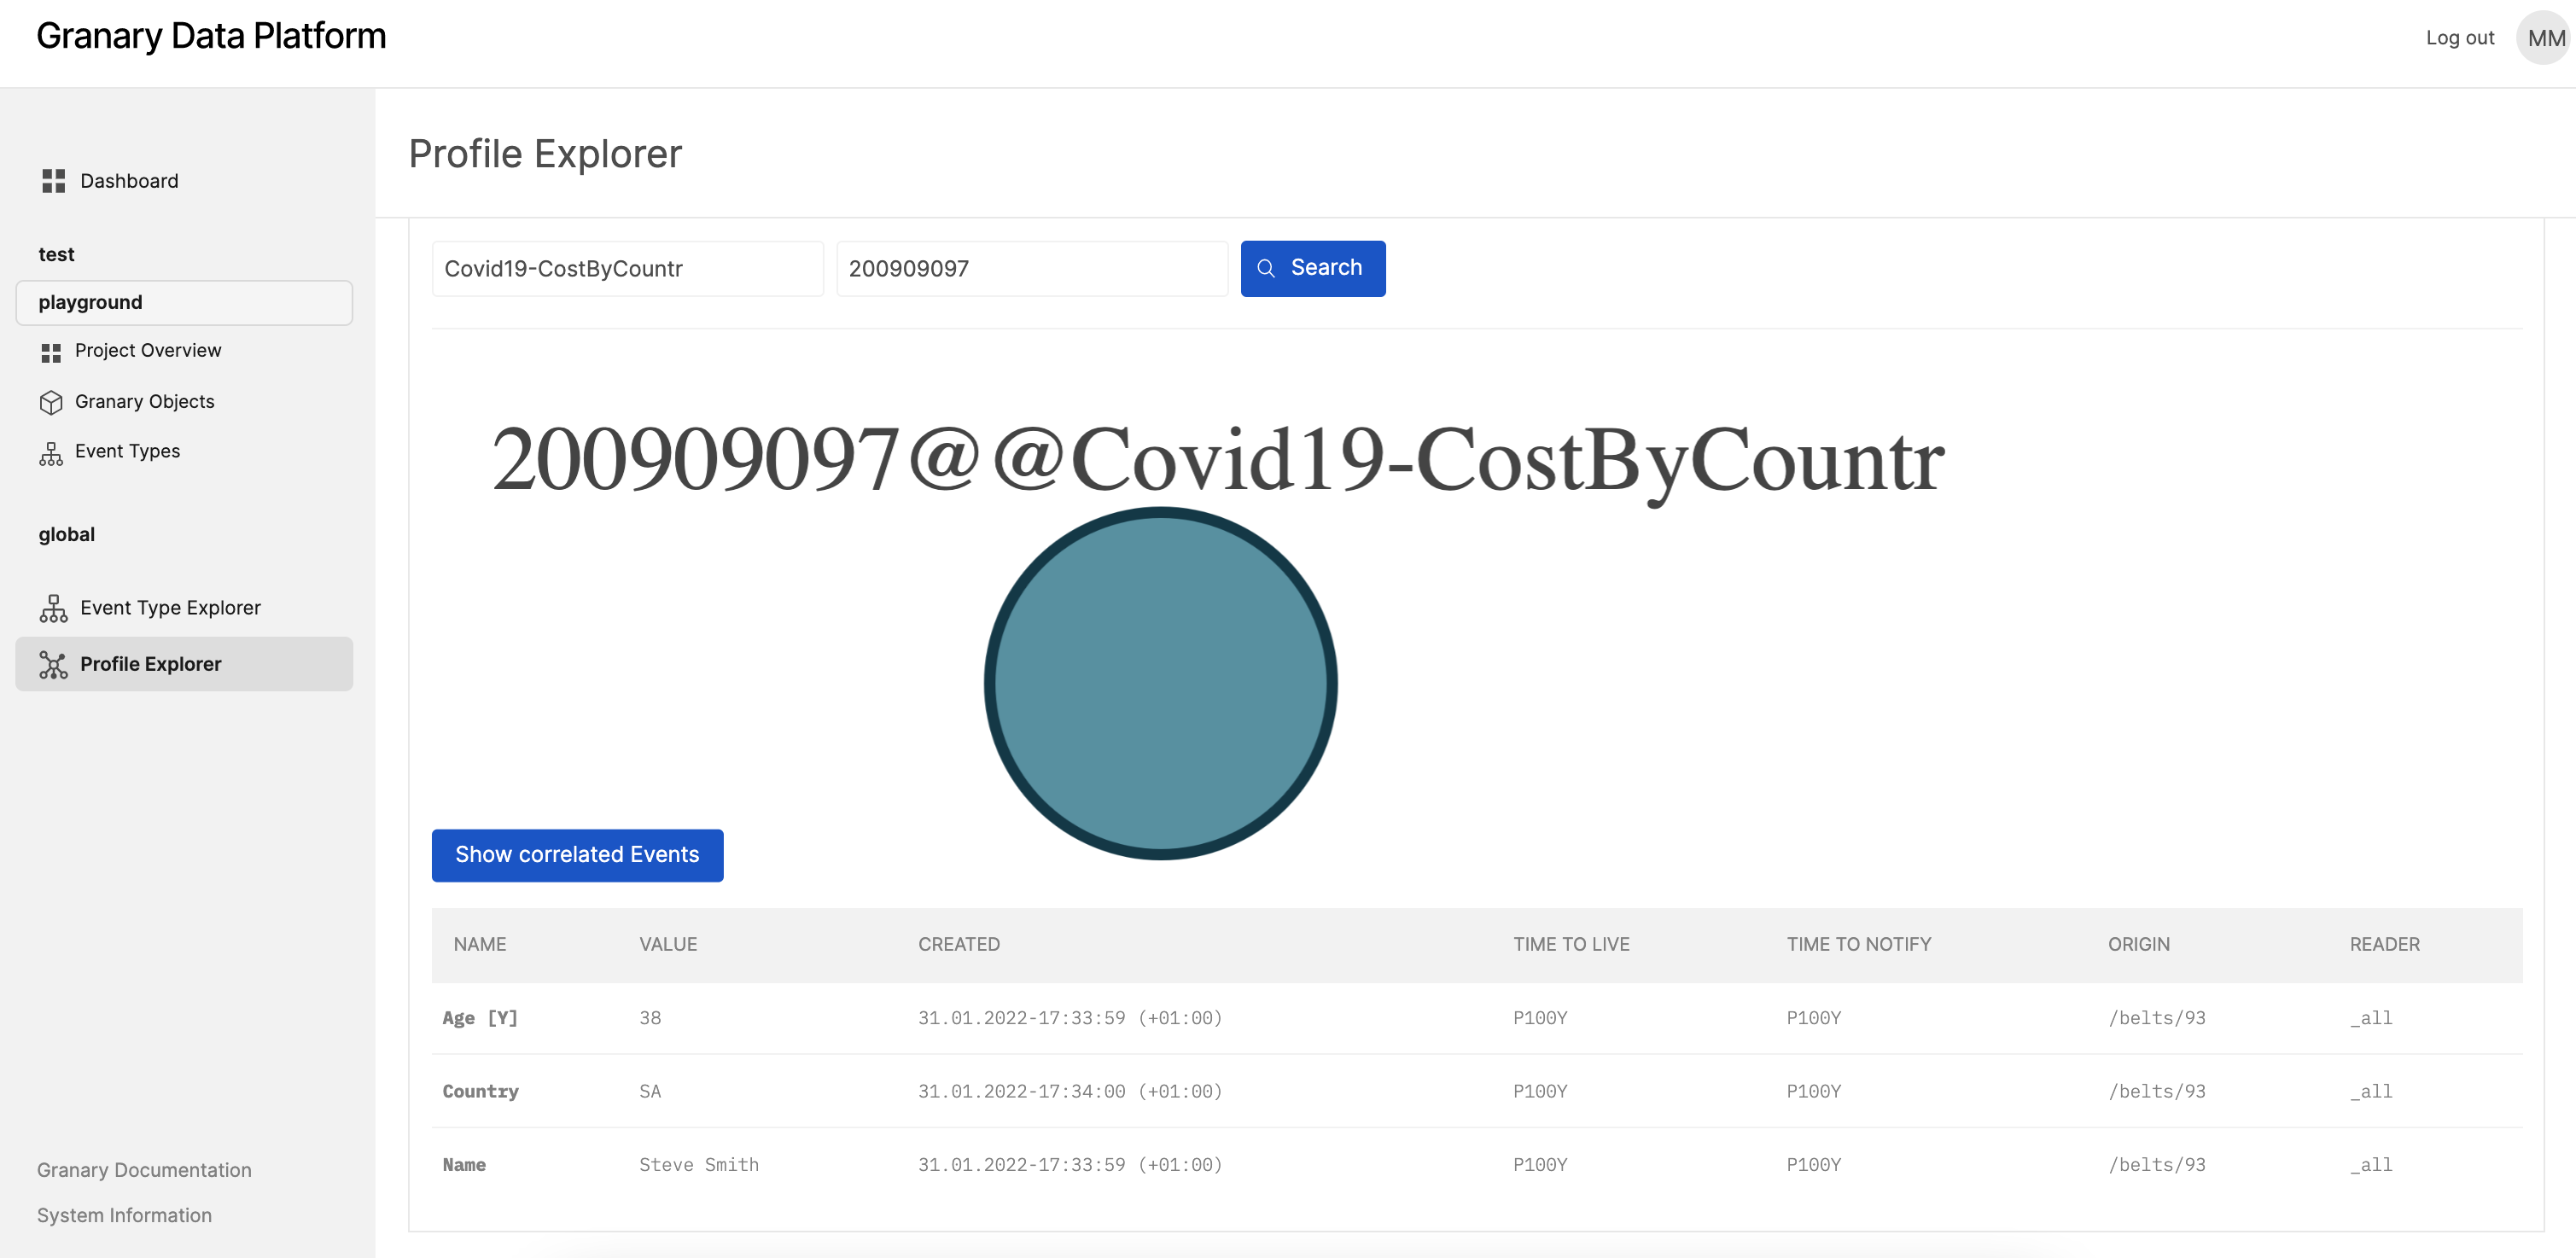 Granary Data Platform
Log out MM
Dashboard
test
playground
Project Overview
Granary Objects
Event Types
global
Event Type Explorer
Profile Explorer
Granary Documentation
System Information
Profile Explorer
Covid19-CostByCountr 200909097 Search
200909097@@Covid19-CostByCountr
Show correlated Events
NAME VALUE CREATED TIME TO LIVE TIME TO NOTIFY ORIGIN READER
Age [Y] 38 31.01.2022-17:33:59 (+01:00) P100Y P100Y /belts/93 _all
Country SA 31.01.2022-17:34:00 (+01:00) P100Y P100Y /belts/93 _all
Name Steve Smith 31.01.2022-17:33:59 (+01:00) P100Y P100Y /belts/93 _all